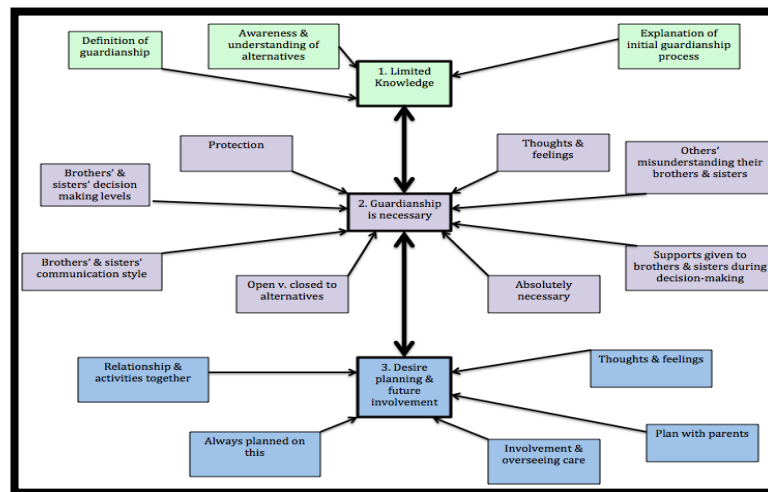 Definition of
guardianship
Awareness &
understanding of
alternatives
Explanation of
initial guardianship
process
1. Limited
Knowledge
Protection
Thoughts &
feelings
Others’
misunderstanding their
brothers & sisters
Brothers’ &
sisters’ decision
making levels
2. Guardianship
is necessary
Brothers’ & sisters’
communication style
Open v. closed to
alternatives
Absolutely
necessary
Supports given to
brothers & sisters during
decision-making
Relationship &
activities together
3. Desire
planning &
future
involvement
Thoughts & feelings
Always planned on
this
Involvement &
overseeing care
Plan with parents